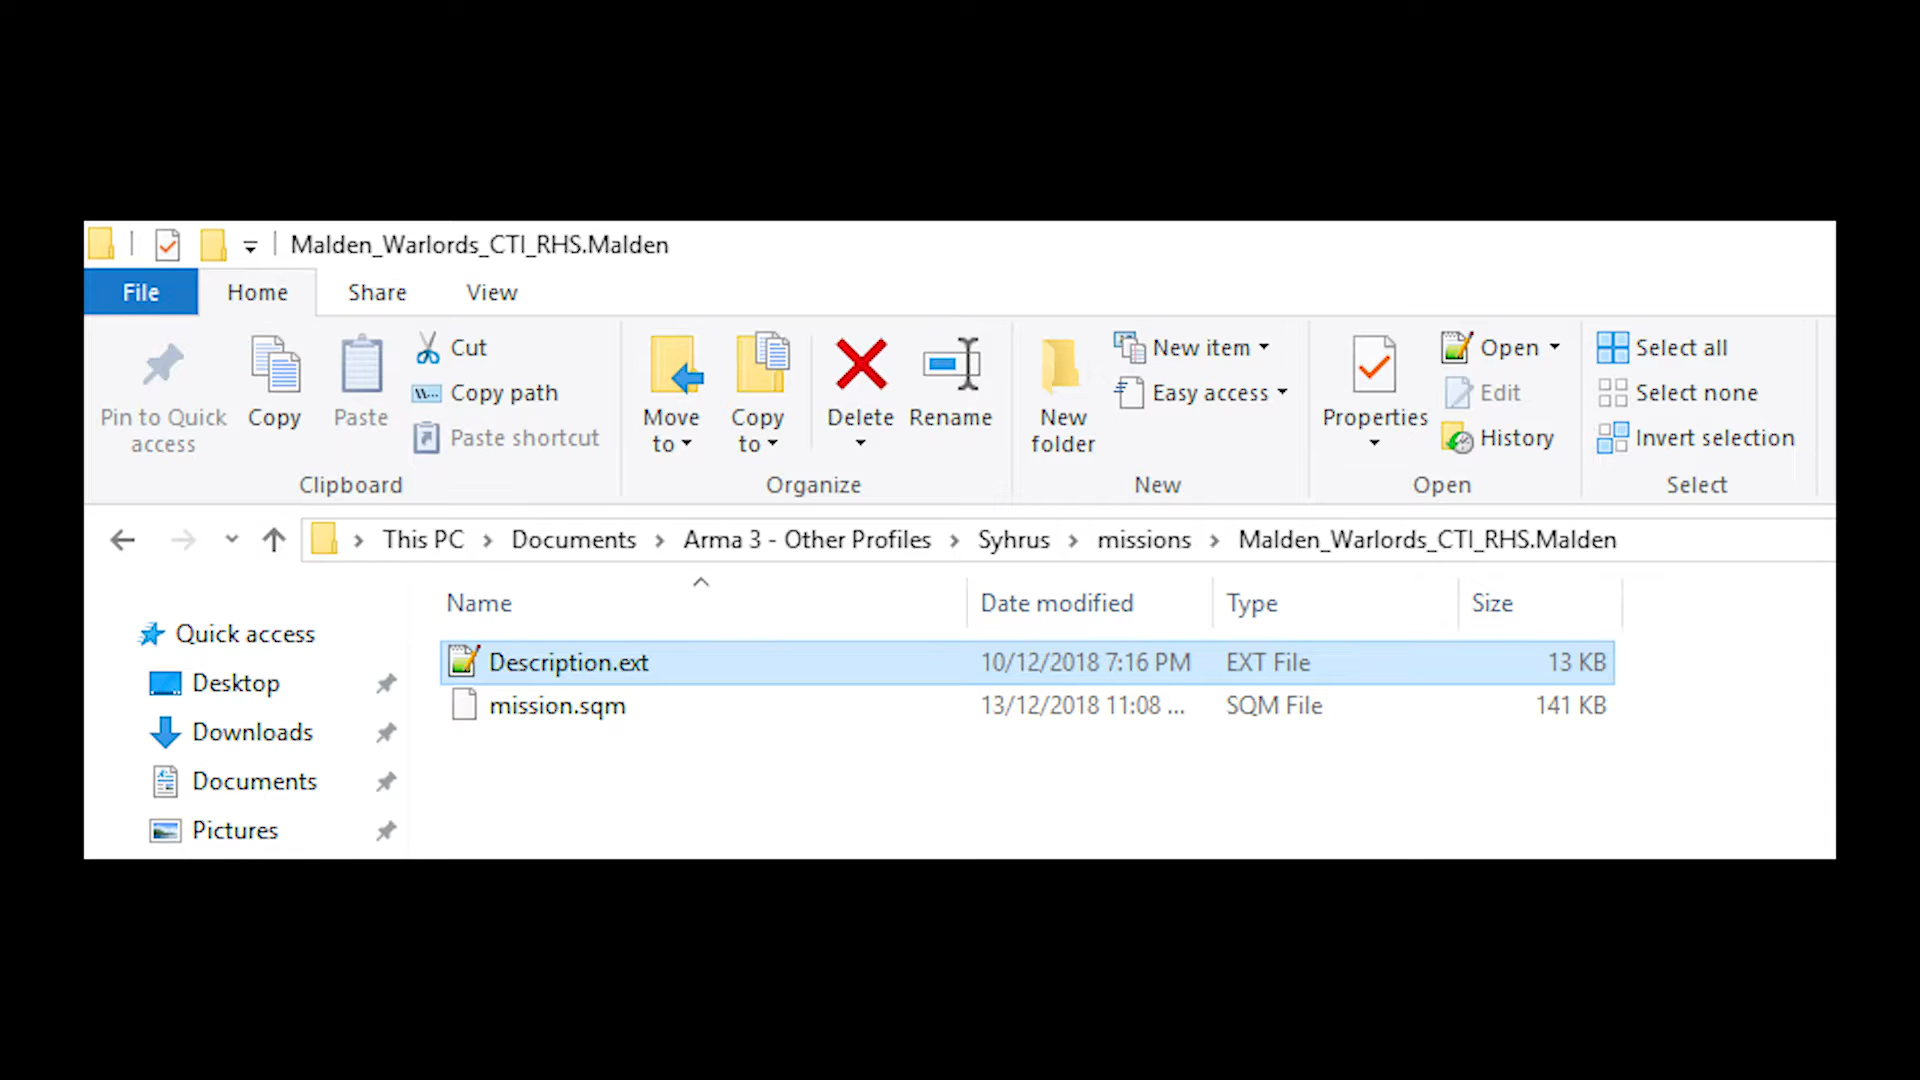 Malden_Warlords_CTI_RHS.Malden
File Home Share View
Pin to Quick access
Copy
Paste
Cut
Copy path
Paste shortcut
Clipboard
Move to
Copy to
Delete
Rename
Organize
New folder
New item
Easy access
New
Properties
Open
Edit
History
Open
Select all
Select none
Invert selection
Select
This PC > Documents > Arma 3 - Other Profiles > Syhrus > missions > Malden_Warlords_CTI_RHS.Malden
Quick access
Desktop
Downloads
Documents
Pictures
Name Date modified Type Size
Description.ext 10/12/2018 7:16 PM EXT File 13 KB
mission.sqm 13/12/2018 11:08 ... SQM File 141 KB